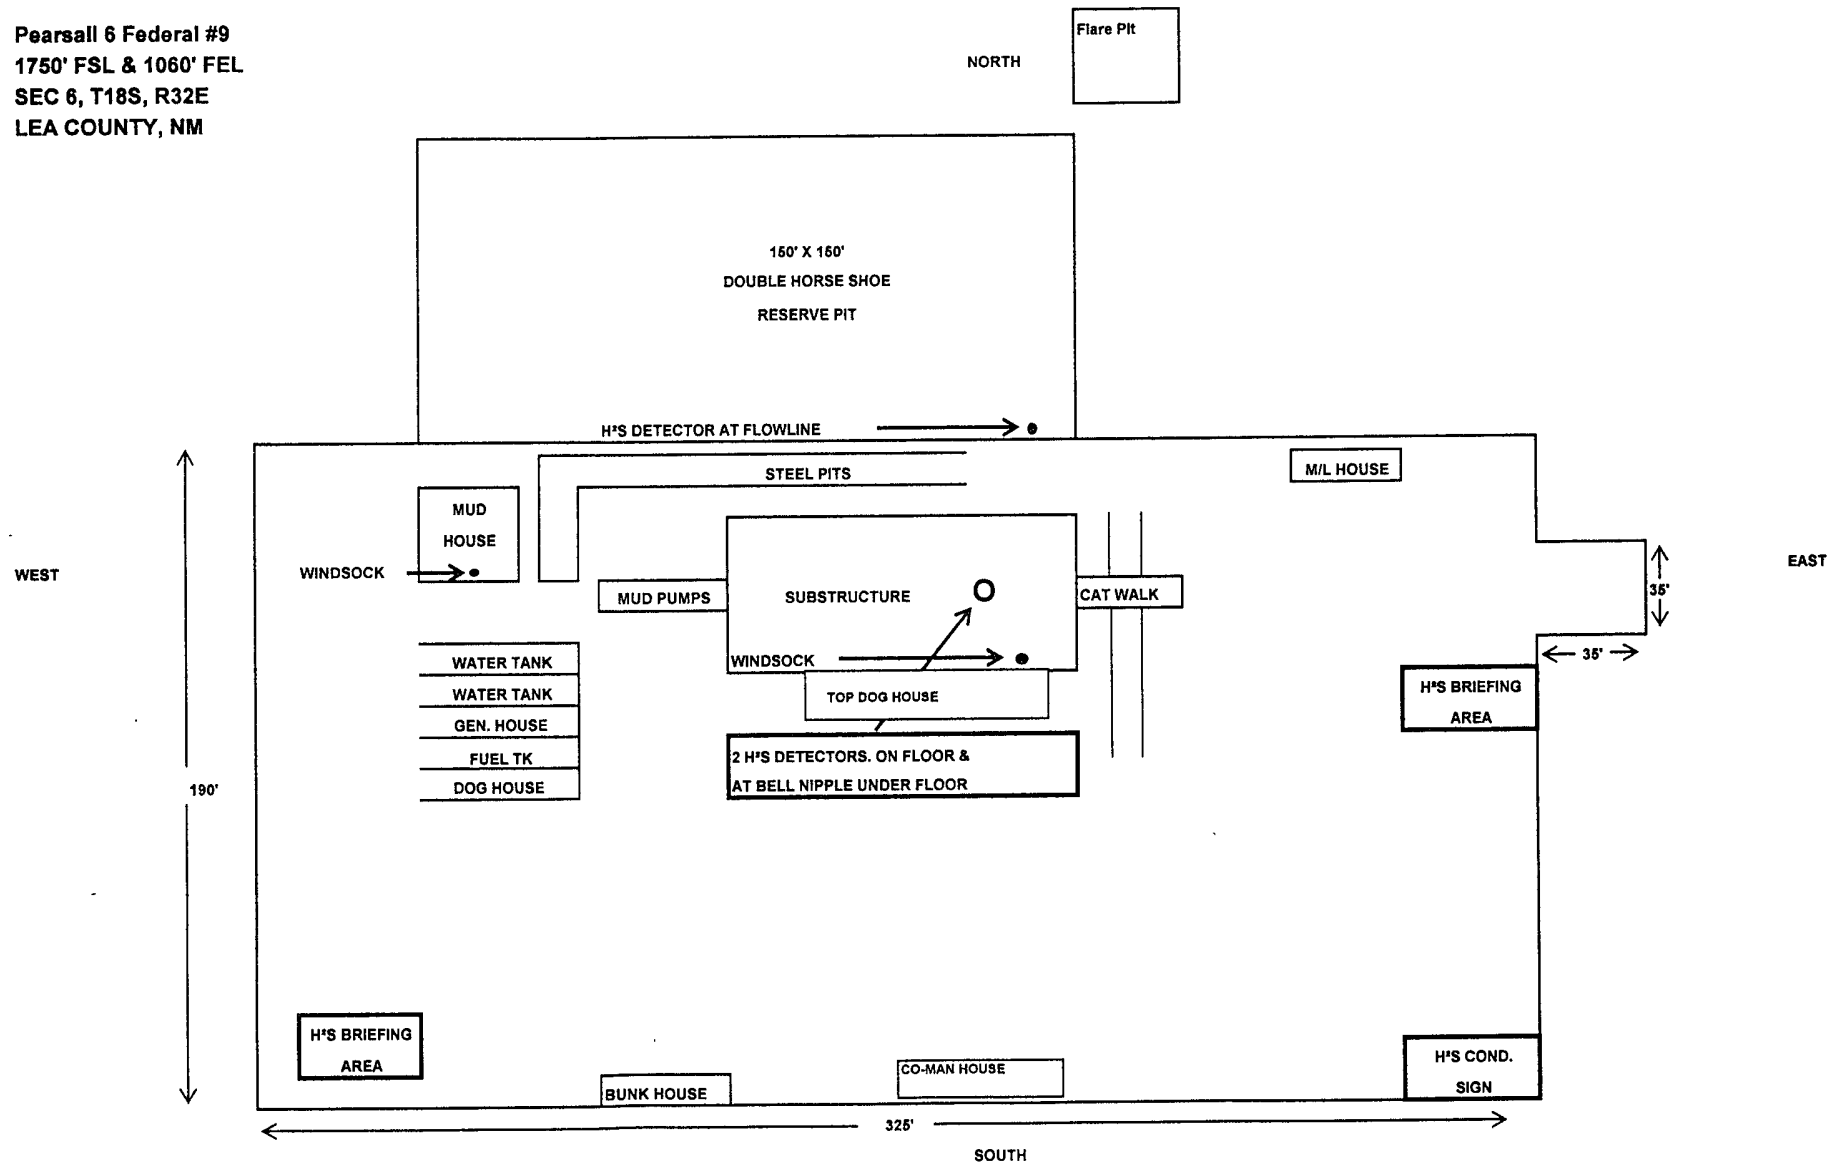 Pearsall 6 Federal #9
1750' FSL & 1060' FEL
SEC 6, T18S, R32E
LEA COUNTY, NM
NORTH
Flare Pit
150' X 150'
DOUBLE HORSE SHOE
RESERVE PIT
H²S DETECTOR AT FLOWLINE
STEEL PITS
M/L HOUSE
MUD
HOUSE
WINDSOCK
WEST
EAST
MUD PUMPS
SUBSTRUCTURE
O
CAT WALK
35'
35'
WINDSOCK
WATER TANK
WATER TANK
GEN. HOUSE
FUEL TK
DOG HOUSE
TOP DOG HOUSE
H²S BRIEFING
AREA
2 H²S DETECTORS. ON FLOOR &
AT BELL NIPPLE UNDER FLOOR
190'
H²S BRIEFING
AREA
BUNK HOUSE
CO-MAN HOUSE
H²S COND.
SIGN
325'
SOUTH